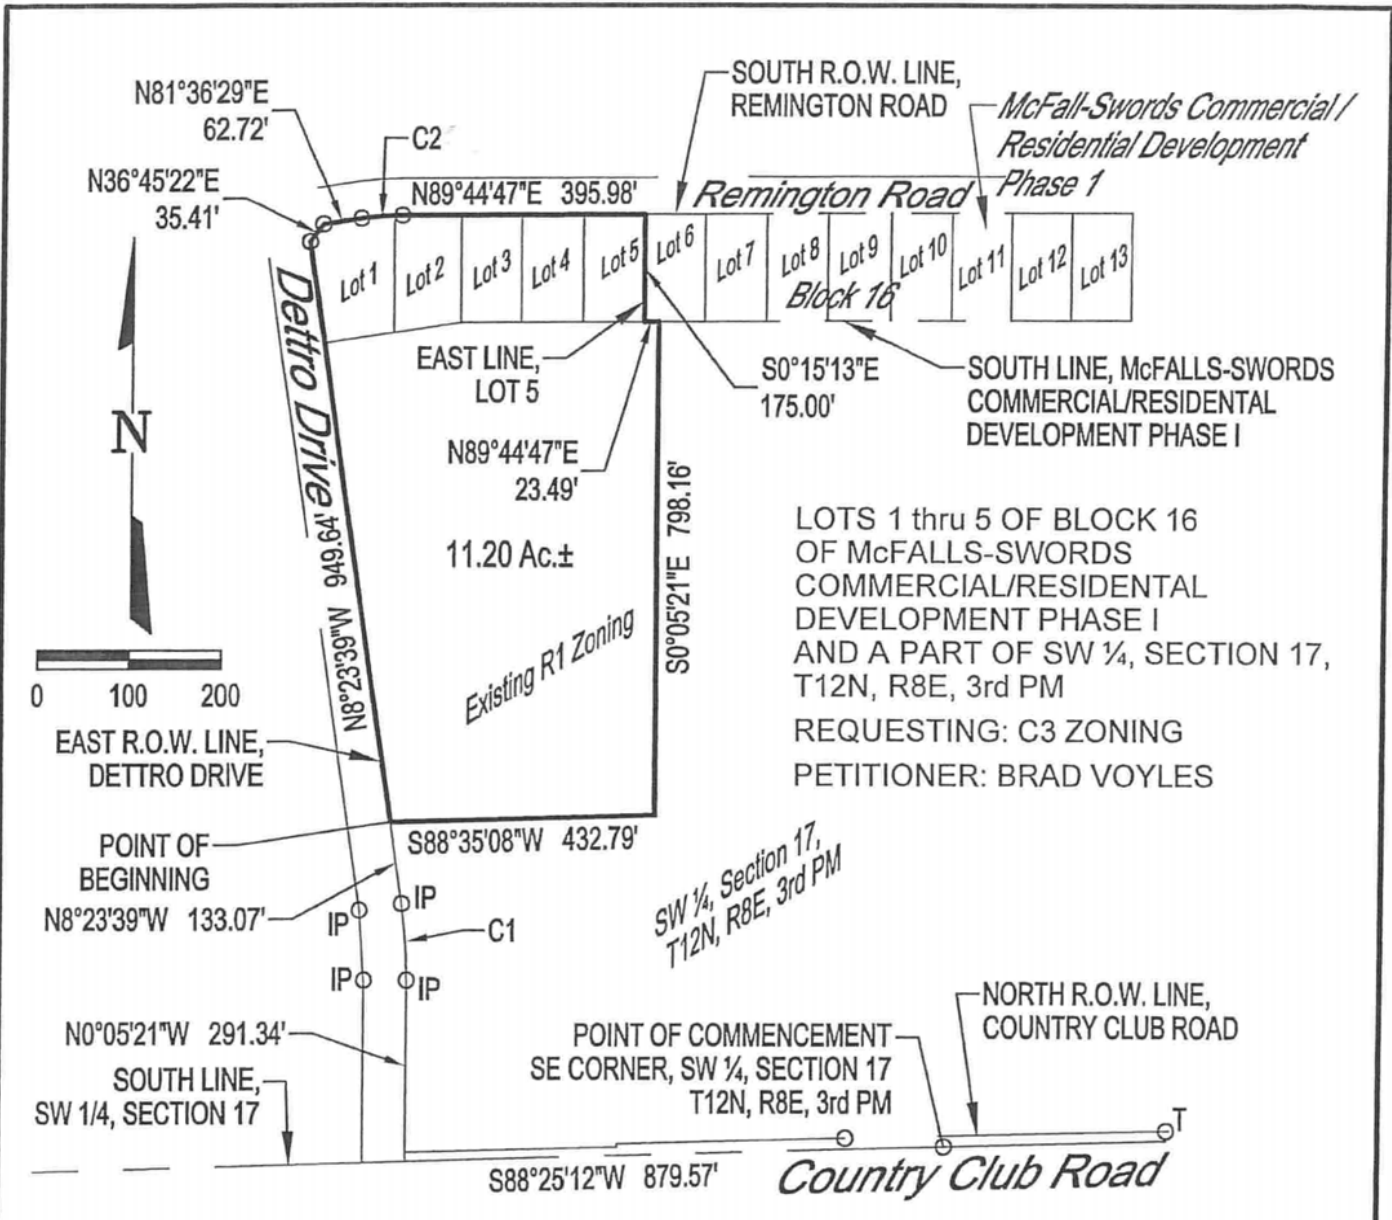 N81°36'29"E
62.72'
C2
N36°45'22"E
35.41'
SOUTH R.O.W. LINE,
REMINGTON ROAD
McFall-Swords Commercial /
Residential Development
Phase 1
N89°44'47"E 395.98'
Remington Road
Lot 1
Lot 2
Lot 3
Lot 4
Lot 5
Lot 6
Lot 7
Lot 8
Lot 9
Lot 10
Lot 11
Lot 12
Lot 13
Block 16
Dettro Drive
N
EAST LINE,
LOT 5
S0°15'13"E
175.00'
SOUTH LINE, McFALLS-SWORDS
COMMERCIAL/RESIDENTAL
DEVELOPMENT PHASE I
N89°44'47"E
23.49'
11.20 Ac.±
Existing R1 Zoning
S0°05'21"E 798.16'
N8°23'39"W 949.64'
LOTS 1 thru 5 OF BLOCK 16
OF McFALLS-SWORDS
COMMERCIAL/RESIDENTAL
DEVELOPMENT PHASE I
AND A PART OF SW ¼, SECTION 17,
T12N, R8E, 3rd PM
REQUESTING: C3 ZONING
PETITIONER: BRAD VOYLES
0 100 200
EAST R.O.W. LINE,
DETTRO DRIVE
POINT OF
BEGINNING
S88°35'08"W 432.79'
N8°23'39"W 133.07'
IP
IP
C1
IP
IP
SW ¼, Section 17,
T12N, R8E, 3rd PM
N0°05'21"W 291.34'
SOUTH LINE,
SW 1/4, SECTION 17
POINT OF COMMENCEMENT
SE CORNER, SW ¼, SECTION 17
T12N, R8E, 3rd PM
NORTH R.O.W. LINE,
COUNTRY CLUB ROAD
T
S88°25'12"W 879.57'
Country Club Road